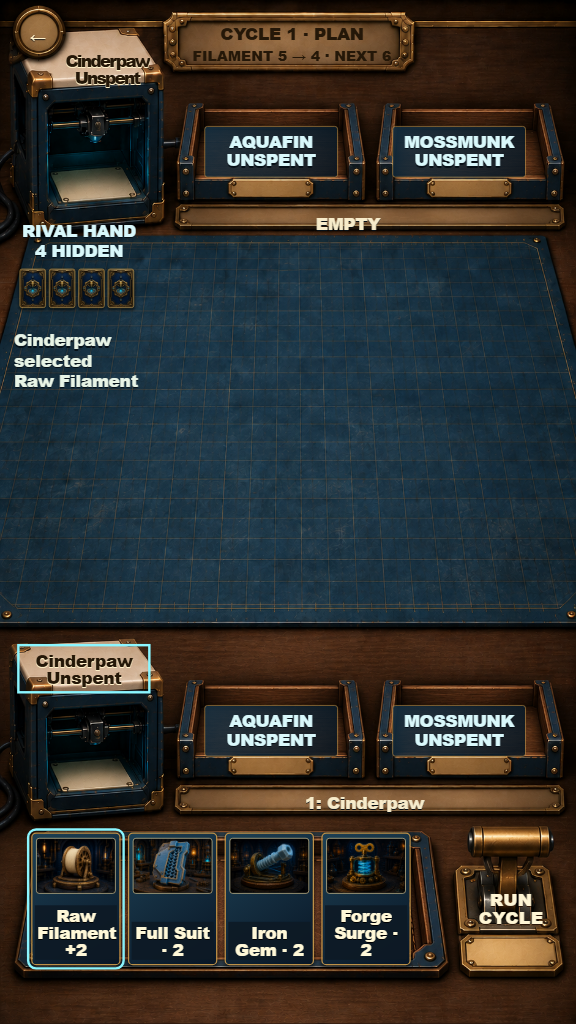 ←
CYCLE 1 · PLAN
FILAMENT 5 → 4 · NEXT 6
Cinderpaw
Unspent
AQUAFIN
UNSPENT
MOSSMUNK
UNSPENT
EMPTY
RIVAL HAND
4 HIDDEN
Cinderpaw
selected
Raw Filament
Cinderpaw
Unspent
AQUAFIN
UNSPENT
MOSSMUNK
UNSPENT
1: Cinderpaw
Raw
Filament
+2
Full Suit
· 2
Iron
Gem · 2
Forge
Surge ·
2
RUN
CYCLE